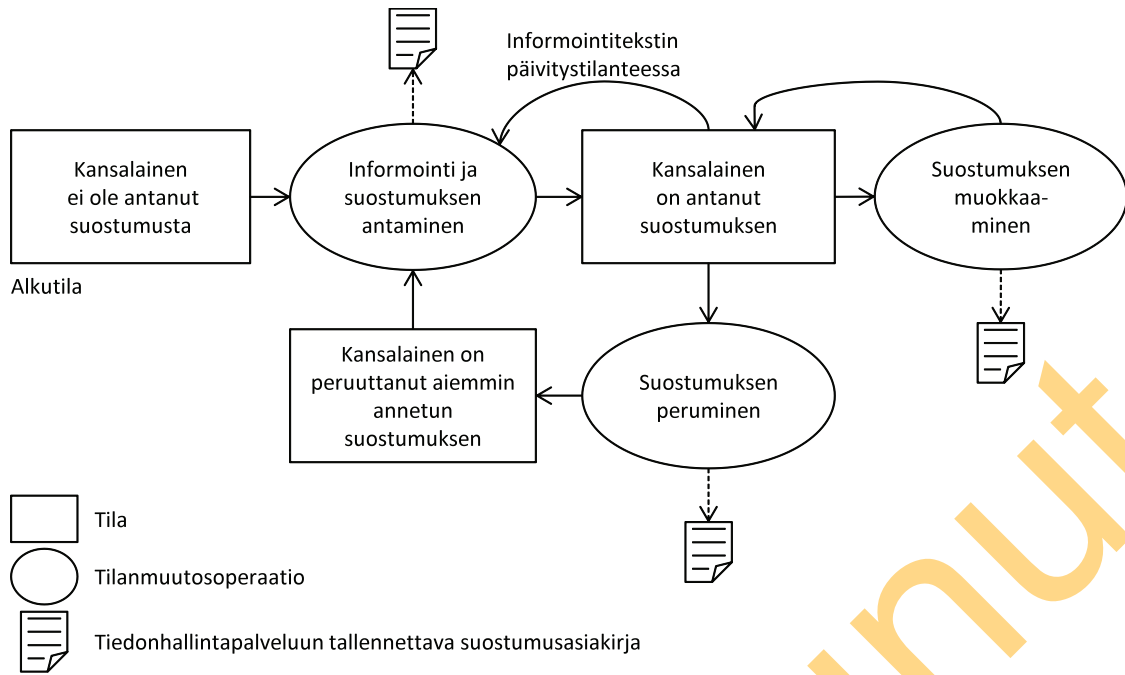 Informointitekstin
päivitystilanteessa
Kansalainen
ei ole antanut
suostumusta
Informointi ja
suostumuksen
antaminen
Kansalainen
on antanut
suostumuksen
Suostumuksen
muokkaa-
minen
Alkutila
Kansalainen on
peruuttanut aiemmin
annetun
suostumuksen
Suostumuksen
peruminen
Tila
Tilanmuutosoperaatio
Tiedonhallintapalveluun tallennettava suostumusasiakirja
nut